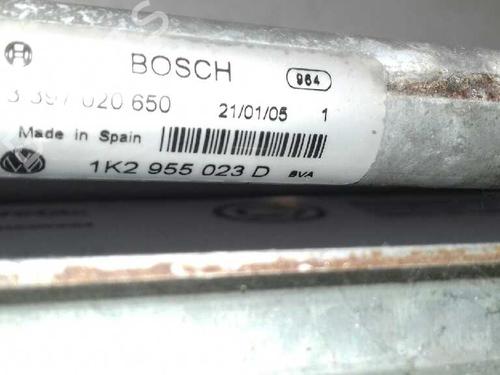 BOSCH
964
3 397 020 650
21/01/05 1
Made in Spain
1K2 955 023 D BVA